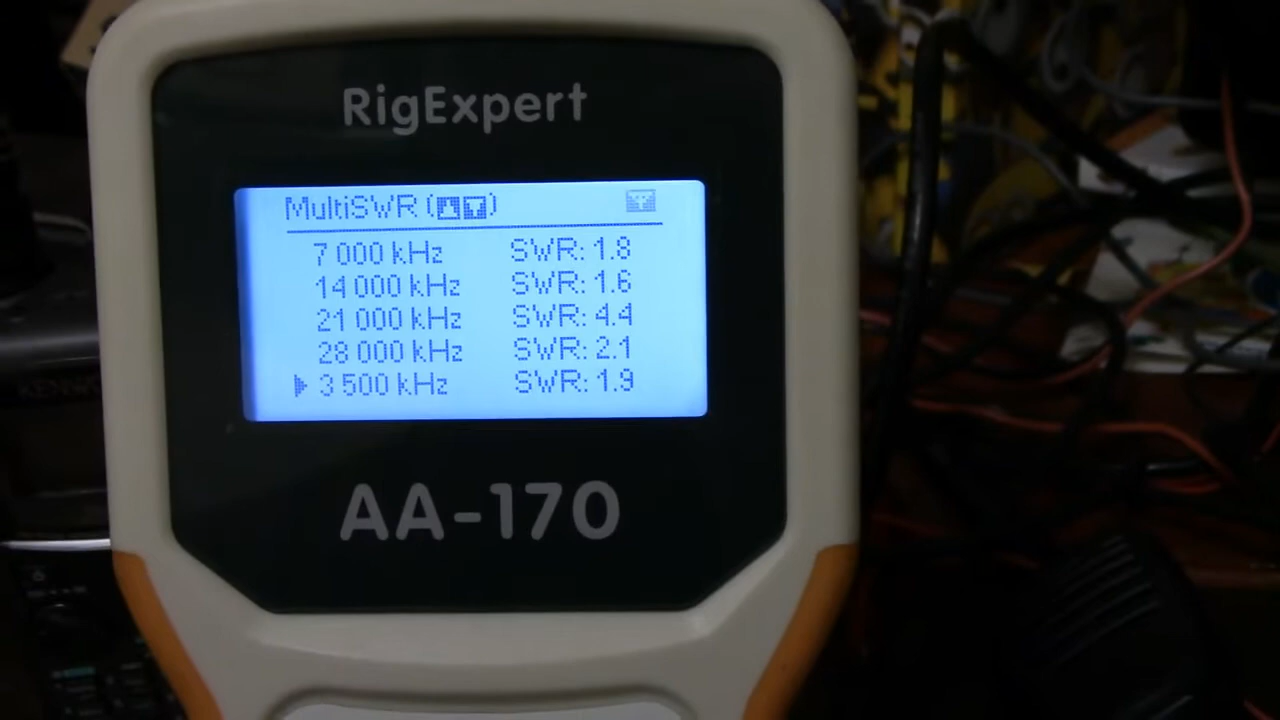 RigExpert
MultiSWR ( )
7 000 kHz SWR: 1.8
14 000 kHz SWR: 1.6
21 000 kHz SWR: 4.4
28 000 kHz SWR: 2.1
3 500 kHz SWR: 1.9
AA-170
KENWOOD